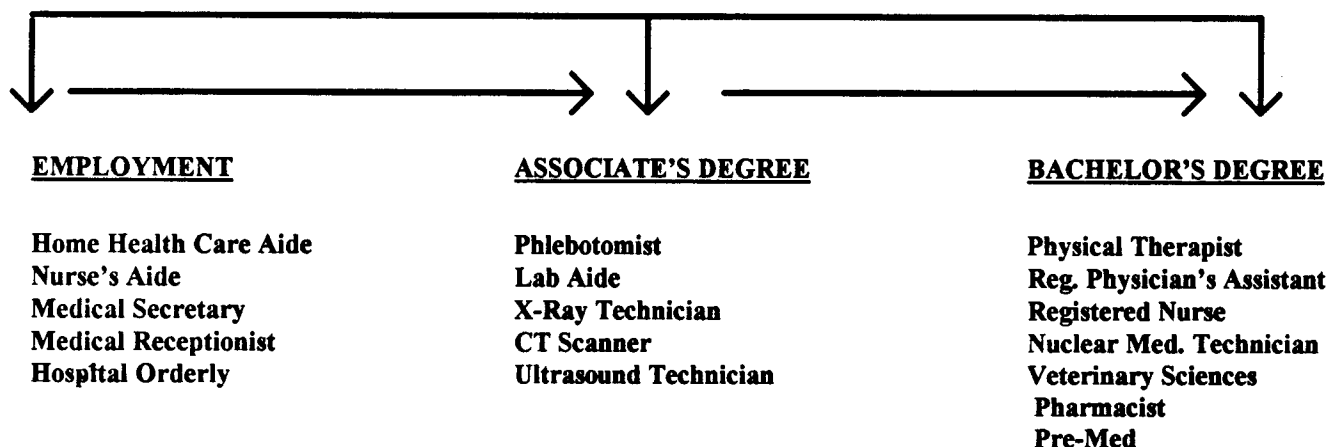 EMPLOYMENT
Home Health Care Aide
Nurse's Aide
Medical Secretary
Medical Receptionist
Hospital Orderly
ASSOCIATE'S DEGREE
Phlebotomist
Lab Aide
X-Ray Technician
CT Scanner
Ultrasound Technician
BACHELOR'S DEGREE
Physical Therapist
Reg. Physician's Assistant
Registered Nurse
Nuclear Med. Technician
Veterinary Sciences
Pharmacist
Pre-Med